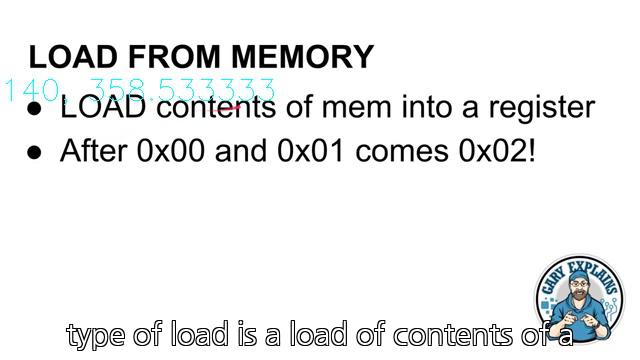 LOAD FROM MEMORY
140, 358.533333
● LOAD contents of mem into a register
● After 0x00 and 0x01 comes 0x02!
GARY EXPLAINS
type of load is a load of contents of a